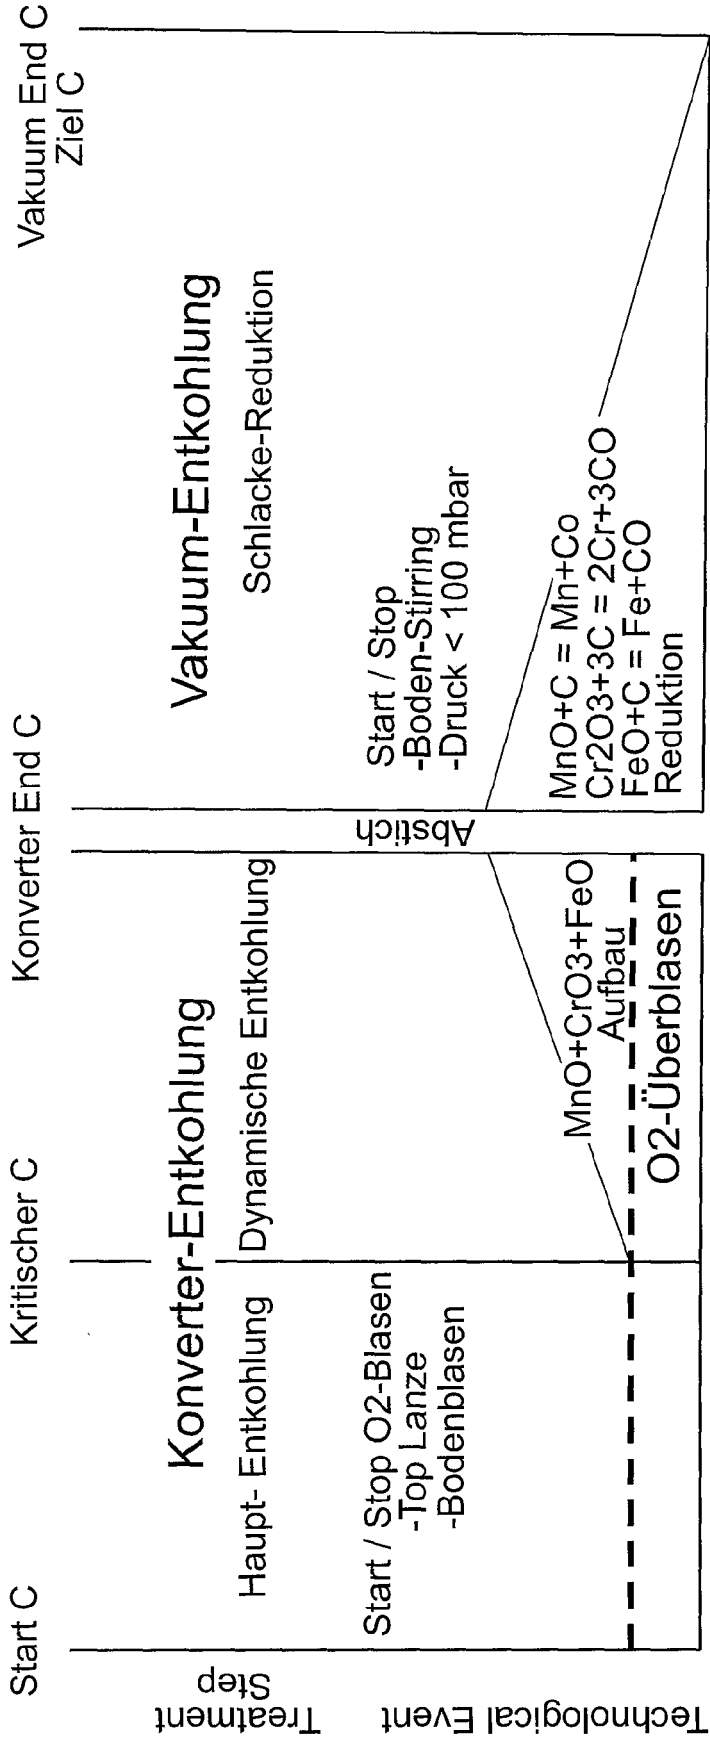 Start C
Kritischer C
Konverter End C
Vakuum End C
Ziel C
Treatment
Step
Konverter-Entkohlung
Haupt- Entkohlung
Dynamische Entkohlung
Vakuum-Entkohlung
Schlacke-Reduktion
Technological Event
Start / Stop O2-Blasen
-Top Lanze
-Bodenblasen
MnO+CrO3+FeO
Aufbau
O2-Überblasen
Abstich
Start / Stop
-Boden-Stirring
-Druck < 100 mbar
MnO+C = Mn+Co
Cr2O3+3C = 2Cr+3CO
FeO+C = Fe+CO
Reduktion